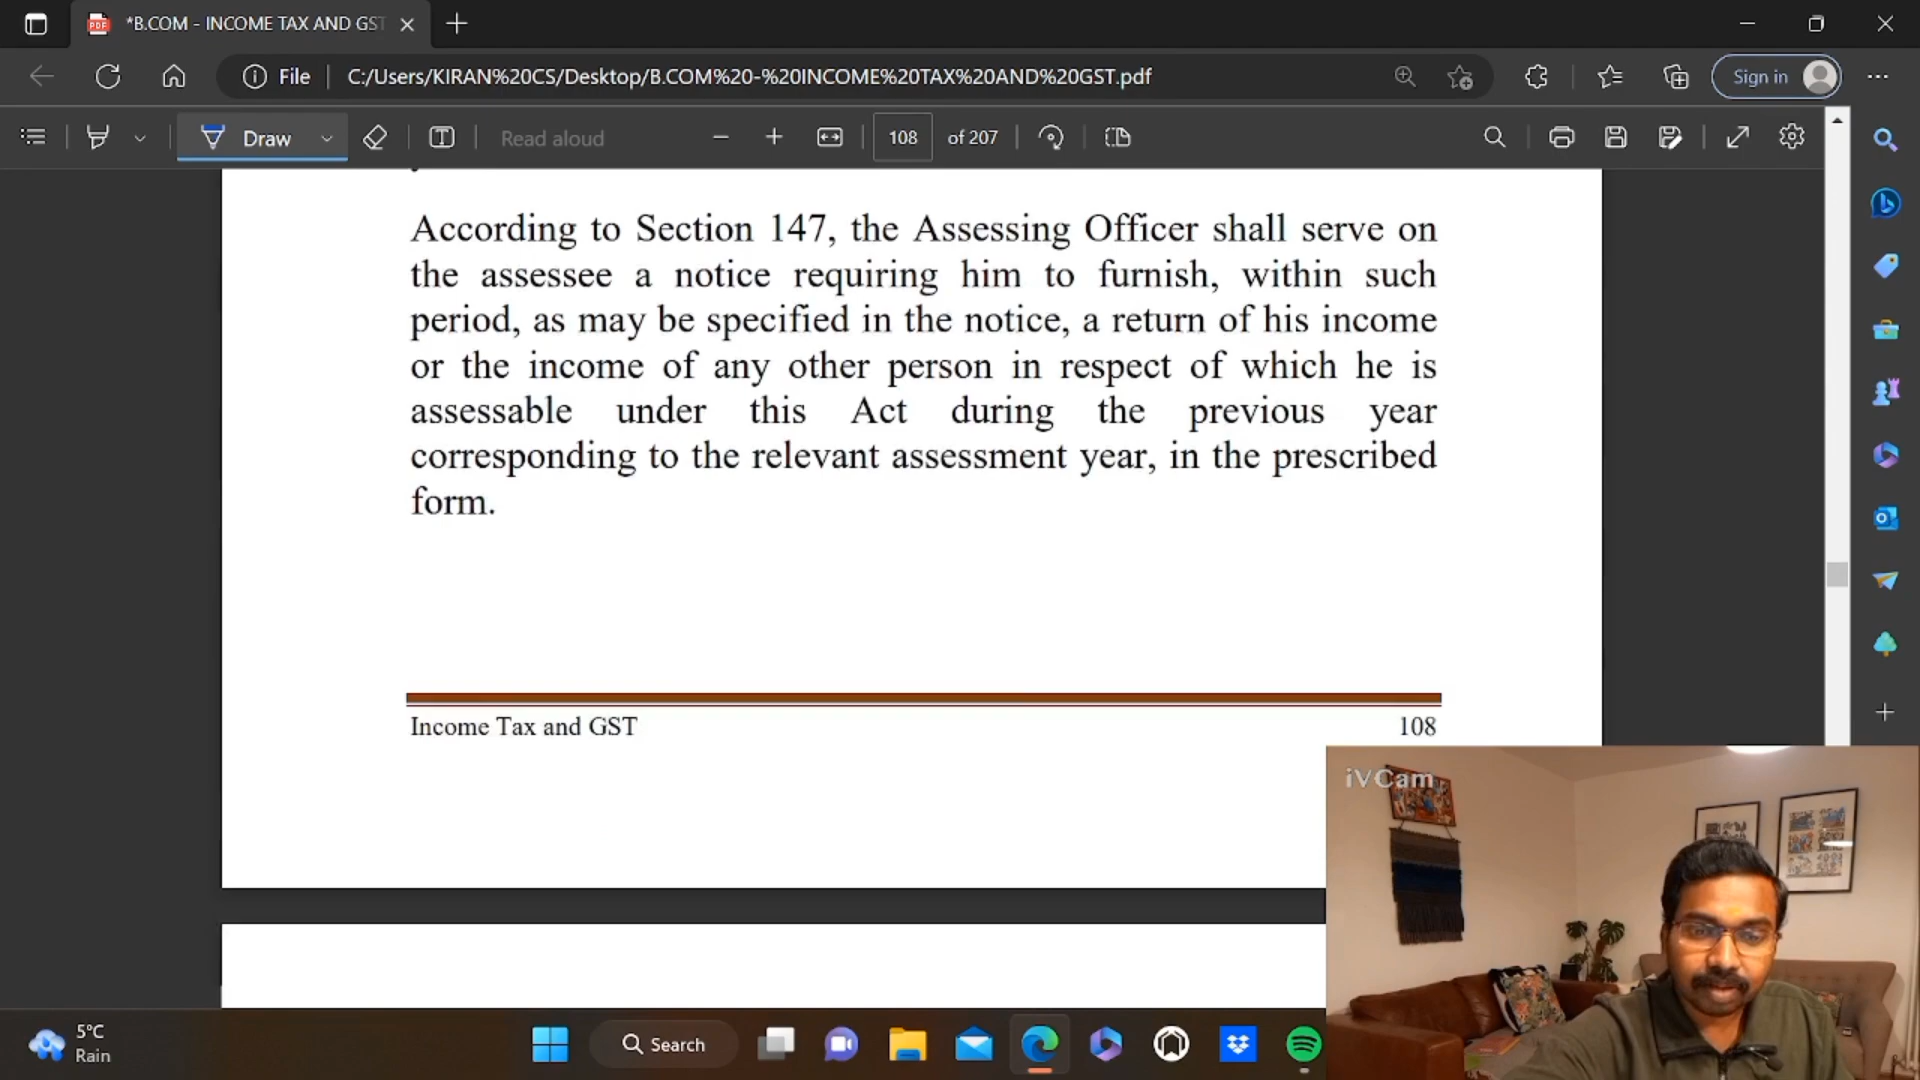 *B.COM - INCOME TAX AND GST
File
C:/Users/KIRAN%20CS/Desktop/B.COM%20-%20INCOME%20TAX%20AND%20GST.pdf
Sign in
Draw
Read aloud
108
of 207
According to Section 147, the Assessing Officer shall serve on
the assessee a notice requiring him to furnish, within such
period, as may be specified in the notice, a return of his income
or the income of any other person in respect of which he is
assessable under this Act during the previous year
corresponding to the relevant assessment year, in the prescribed
form.
Income Tax and GST
108
iVCam
5°C
Rain
Search